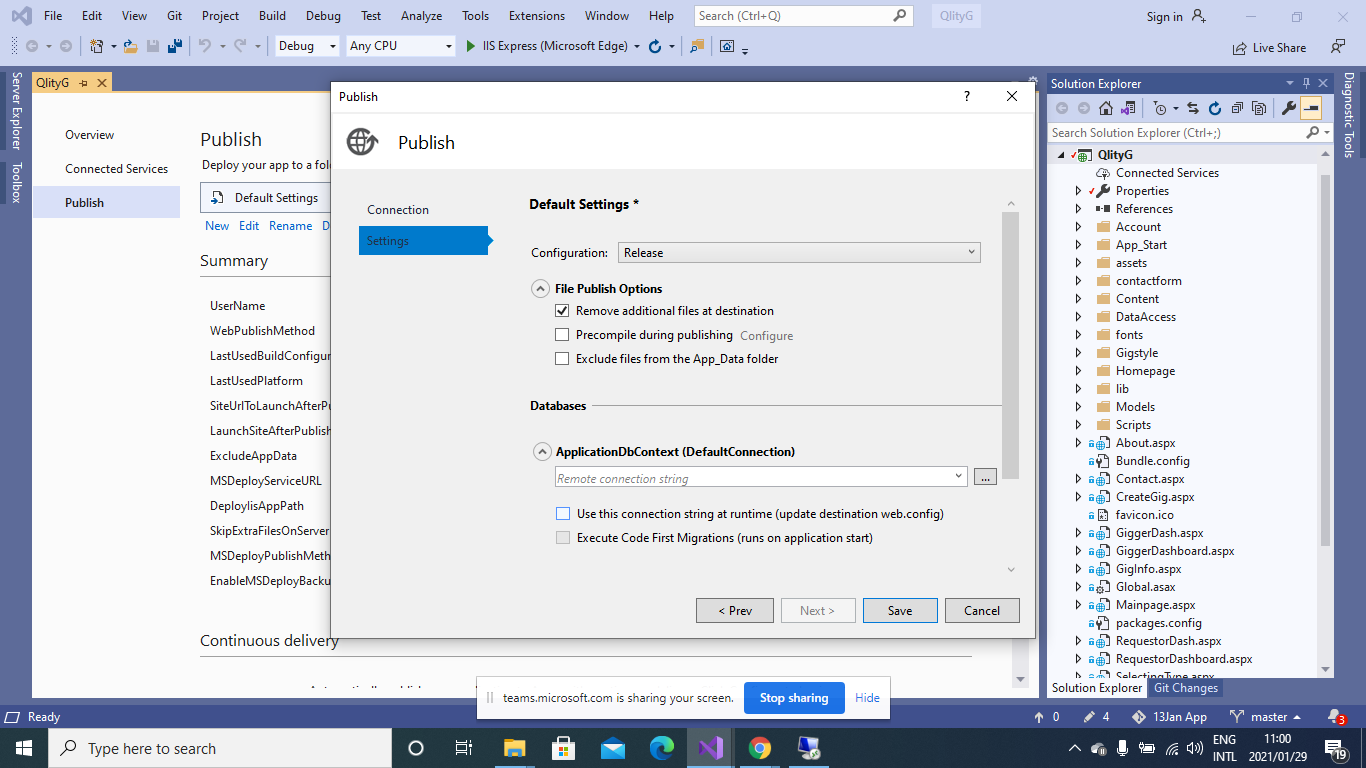 File Edit View Git Project Build Debug Test Analyze Tools Extensions Window Help Search (Ctrl+Q) QlityG Sign in
Debug Any CPU IIS Express (Microsoft Edge) Live Share
Server Explorer
Toolbox
QlityG
Overview
Connected Services
Publish
Publish
Deploy your app to a fol
Default Settings
New Edit Rename D
Summary
UserName
WebPublishMethod
LastUsedBuildConfigur
LastUsedPlatform
SiteUrlToLaunchAfterPu
LaunchSiteAfterPublish
ExcludeAppData
MSDeployServiceURL
DeployIisAppPath
SkipExtraFilesOnServer
MSDeployPublishMeth
EnableMSDeployBacku
Continuous delivery
Publish ?
Publish
Connection
Settings
Default Settings *
Configuration: Release
File Publish Options
Remove additional files at destination
Precompile during publishing Configure
Exclude files from the App_Data folder
Databases
ApplicationDbContext (DefaultConnection)
Remote connection string ...
Use this connection string at runtime (update destination web.config)
Execute Code First Migrations (runs on application start)
< Prev Next > Save Cancel
Solution Explorer
Search Solution Explorer (Ctrl+;)
QlityG
Connected Services
Properties
References
Account
App_Start
assets
contactform
Content
DataAccess
fonts
Gigstyle
Homepage
lib
Models
Scripts
About.aspx
Bundle.config
Contact.aspx
CreateGig.aspx
favicon.ico
GiggerDash.aspx
GiggerDashboard.aspx
GigInfo.aspx
Global.asax
Mainpage.aspx
packages.config
RequestorDash.aspx
RequestorDashboard.aspx
SelectingType.aspx
Solution Explorer Git Changes
Diagnostic Tools
teams.microsoft.com is sharing your screen. Stop sharing Hide
Ready 0 4 13Jan App master 3
Type here to search
ENG
INTL
11:00
2021/01/29
19